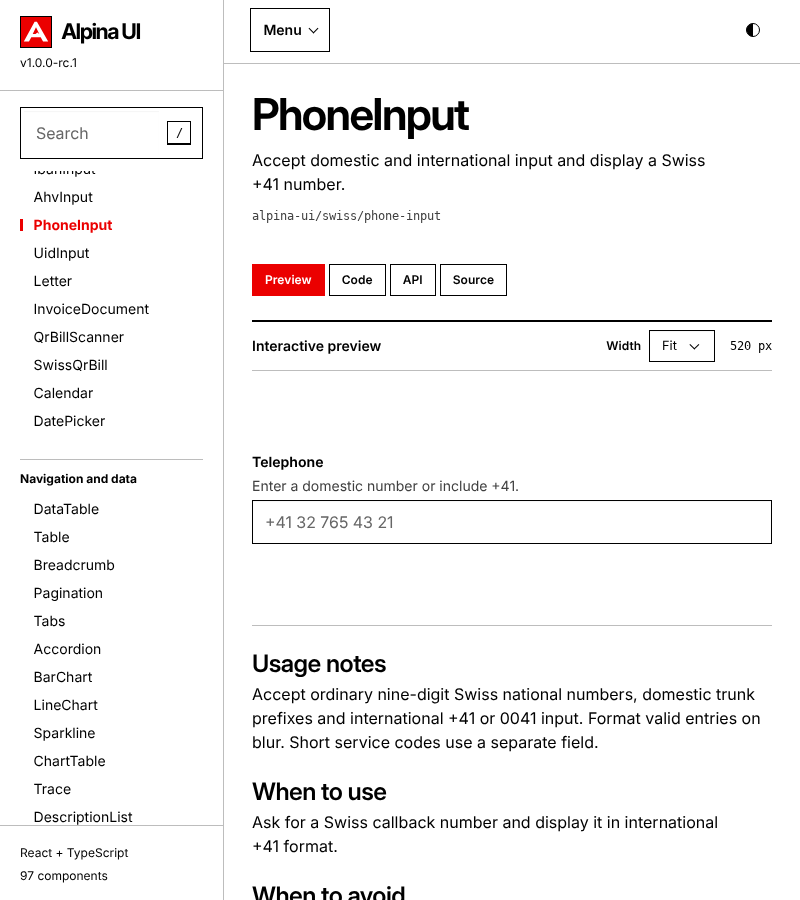 Alpina UI
v1.0.0-rc.1
Search
/
IbanInput
AhvInput
PhoneInput
UidInput
Letter
InvoiceDocument
QrBillScanner
SwissQrBill
Calendar
DatePicker
Navigation and data
DataTable
Table
Breadcrumb
Pagination
Tabs
Accordion
BarChart
LineChart
Sparkline
ChartTable
Trace
DescriptionList
React + TypeScript
97 components
Menu
PhoneInput
Accept domestic and international input and display a Swiss
+41 number.
alpina-ui/swiss/phone-input
Preview
Code
API
Source
Interactive preview
Width
Fit
520 px
Telephone
Enter a domestic number or include +41.
+41 32 765 43 21
Usage notes
Accept ordinary nine-digit Swiss national numbers, domestic trunk
prefixes and international +41 or 0041 input. Format valid entries on
blur. Short service codes use a separate field.
When to use
Ask for a Swiss callback number and display it in international
+41 format.
When to avoid